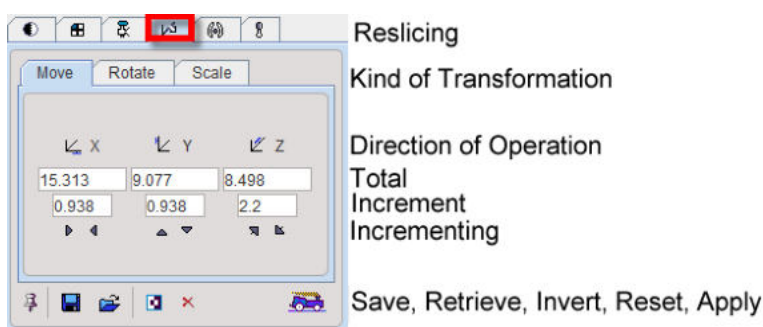 Reslicing
Move Rotate Scale Kind of Transformation
X Y Z Direction of Operation
15.313 9.077 8.498 Total
0.938 0.938 2.2 Increment
Incrementing
Save, Retrieve, Invert, Reset, Apply